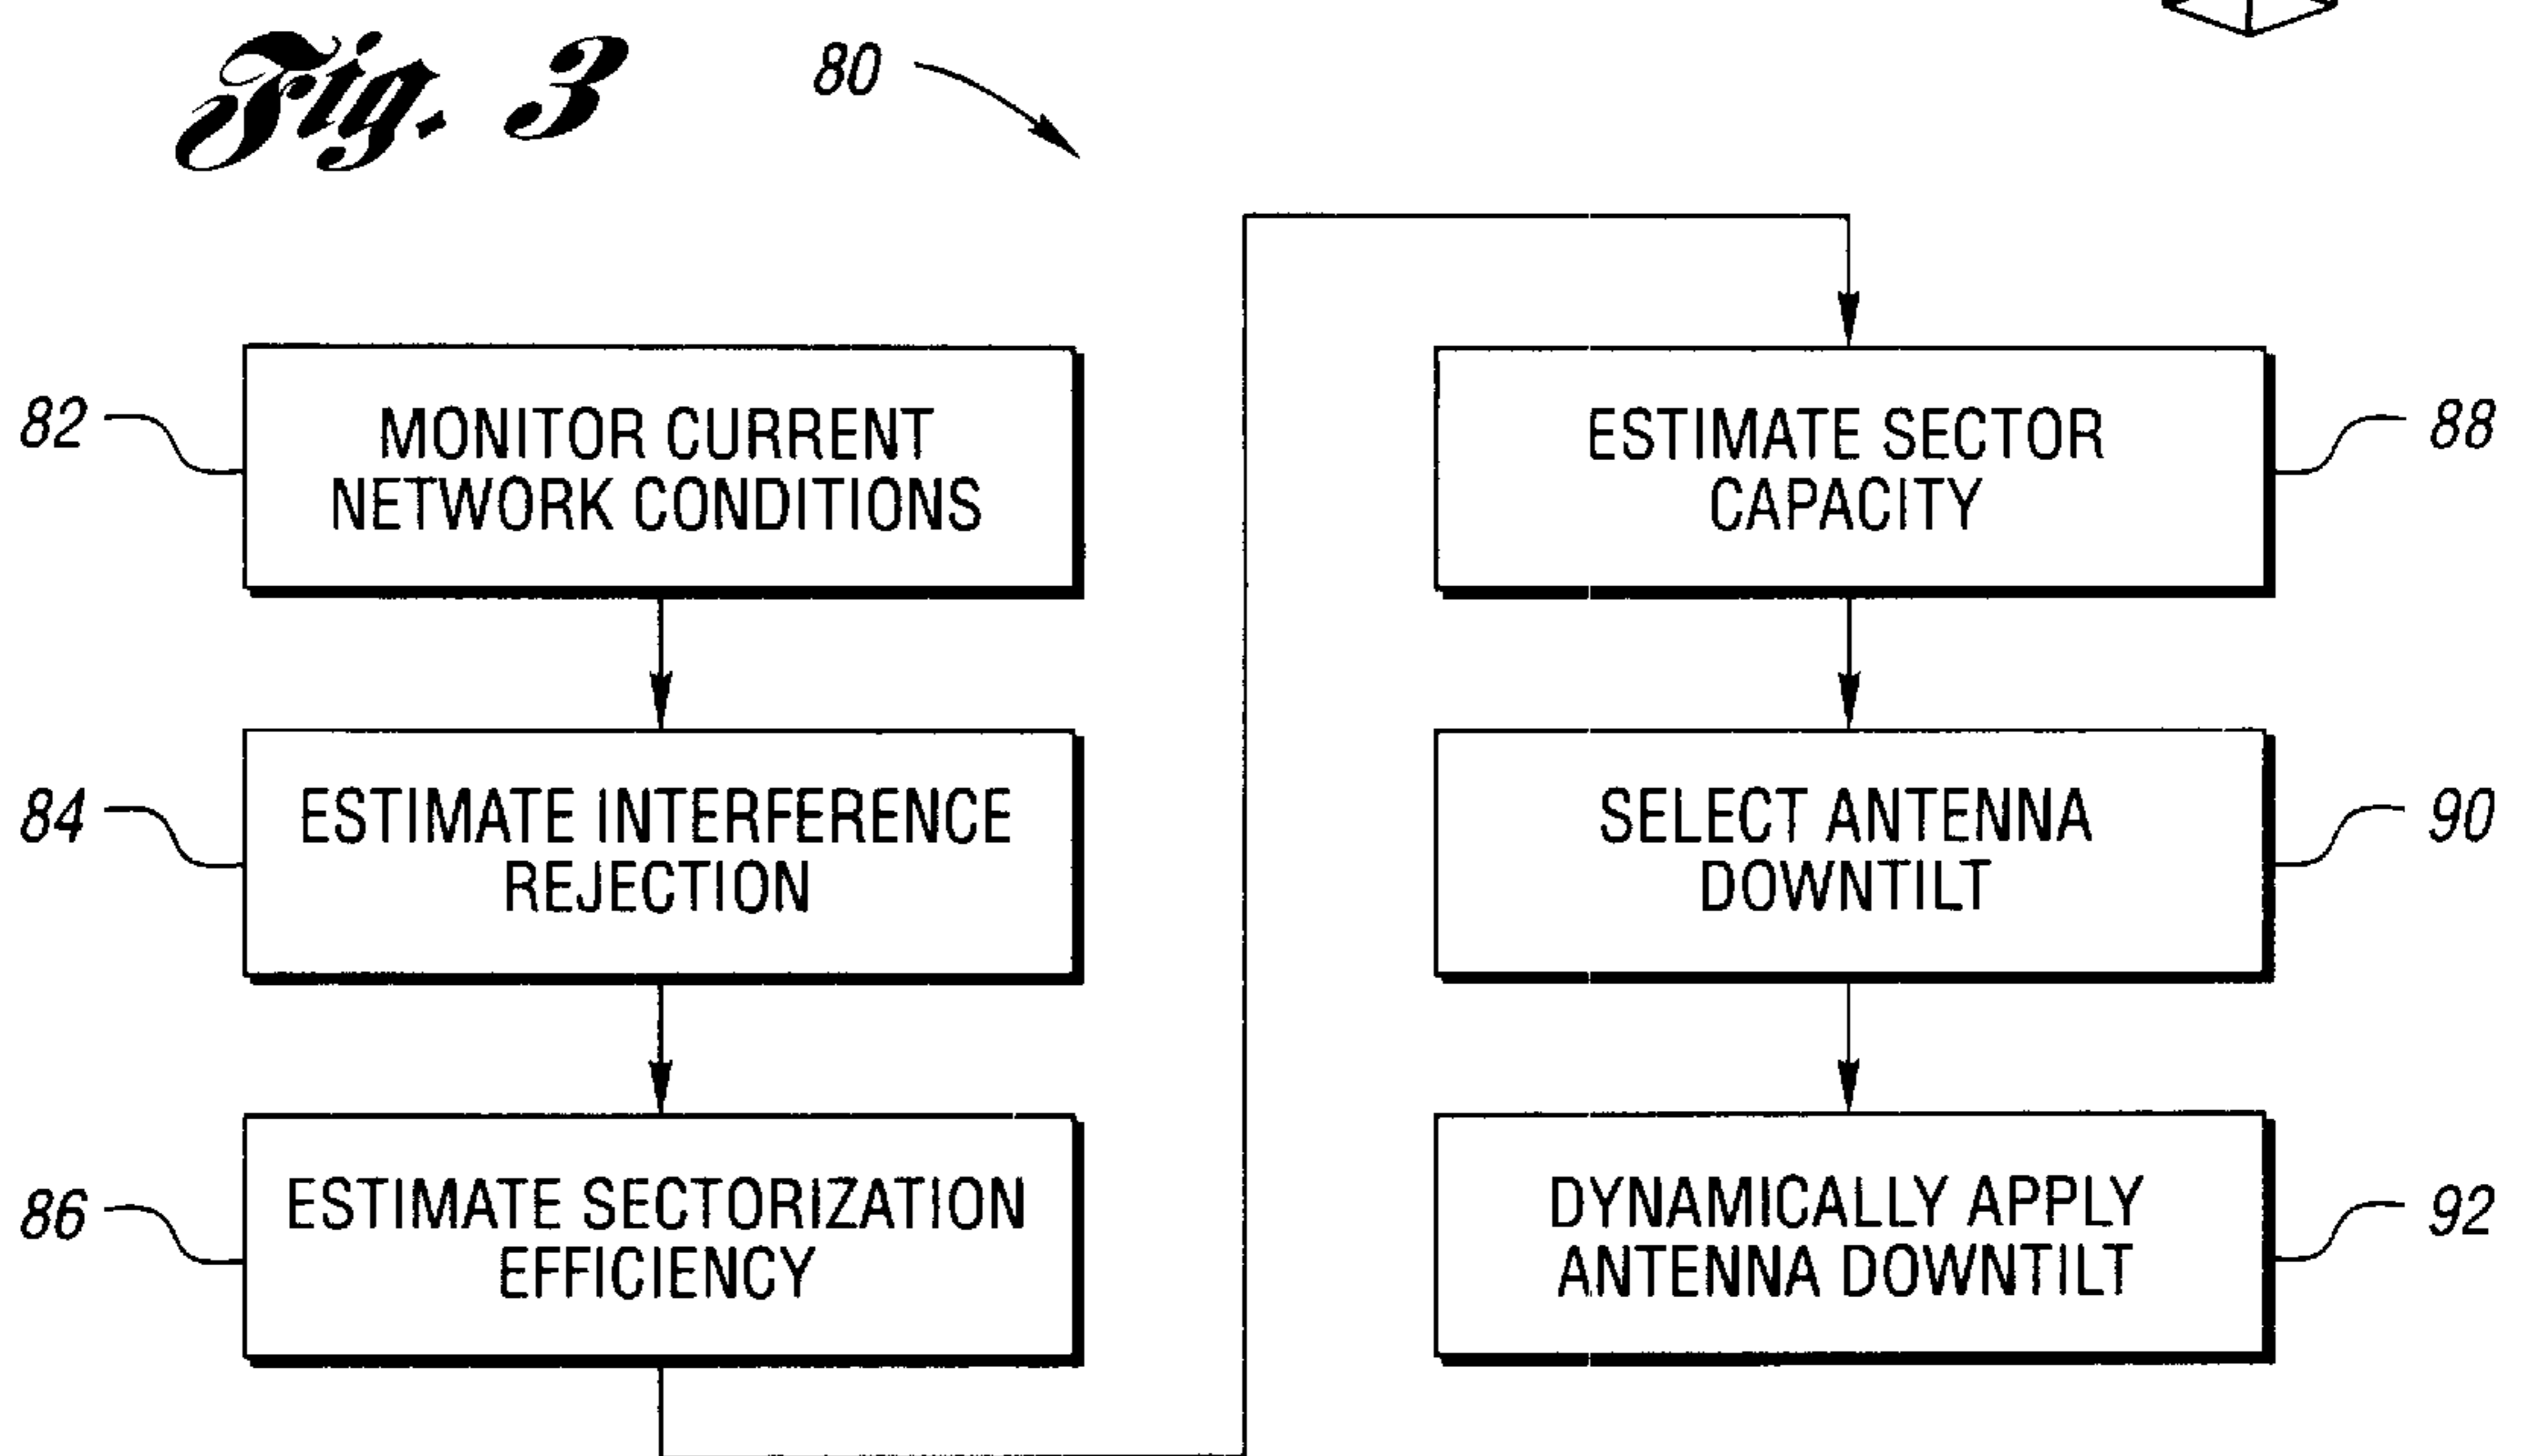 Fig. 3
80
82
MONITOR CURRENT
NETWORK CONDITIONS
84
ESTIMATE INTERFERENCE
REJECTION
86
ESTIMATE SECTORIZATION
EFFICIENCY
ESTIMATE SECTOR
CAPACITY
88
SELECT ANTENNA
DOWNTILT
90
DYNAMICALLY APPLY
ANTENNA DOWNTILT
92